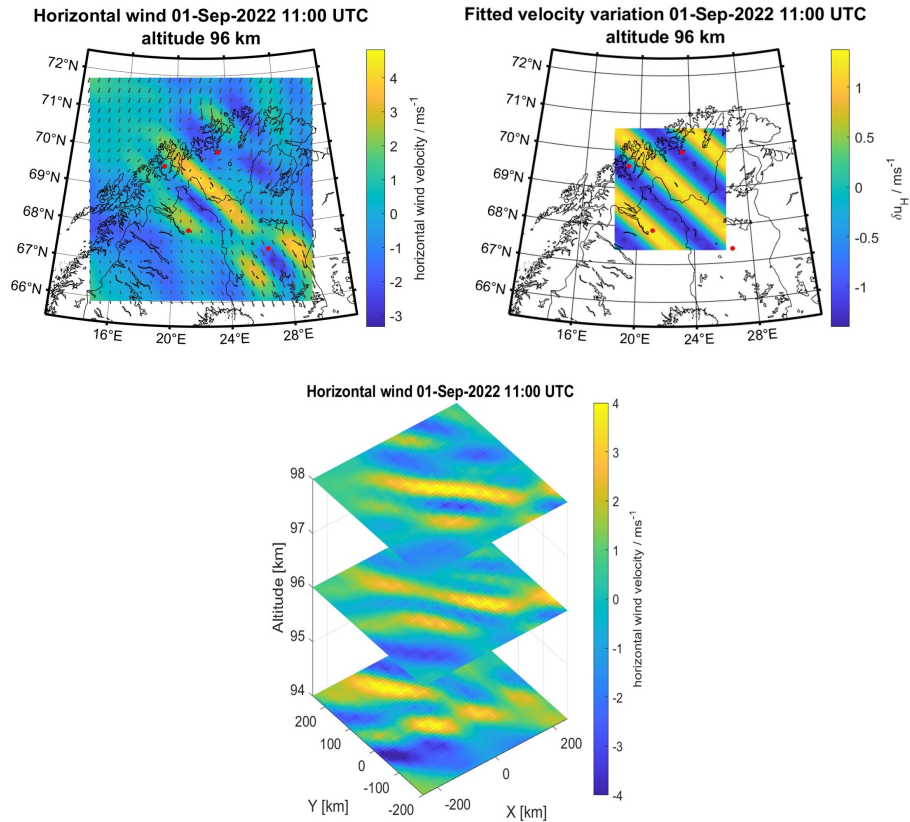 Horizontal wind 01-Sep-2022 11:00 UTC
altitude 96 km
72°N
71°N
70°N
69°N
68°N
67°N
66°N
16°E
20°E
24°E
28°E
4
3
2
1
0
-1
-2
-3
horizontal wind velocity / ms⁻¹
Fitted velocity variation 01-Sep-2022 11:00 UTC
altitude 96 km
72°N
71°N
70°N
69°N
68°N
67°N
66°N
16°E
20°E
24°E
28°E
1
0.5
0
-0.5
-1
δu_H / ms⁻¹
Horizontal wind 01-Sep-2022 11:00 UTC
98
97
96
95
94
Altitude [km]
200
100
0
-100
-200
Y [km]
-200
0
200
X [km]
4
3
2
1
0
-1
-2
-3
-4
horizontal wind velocity / ms⁻¹